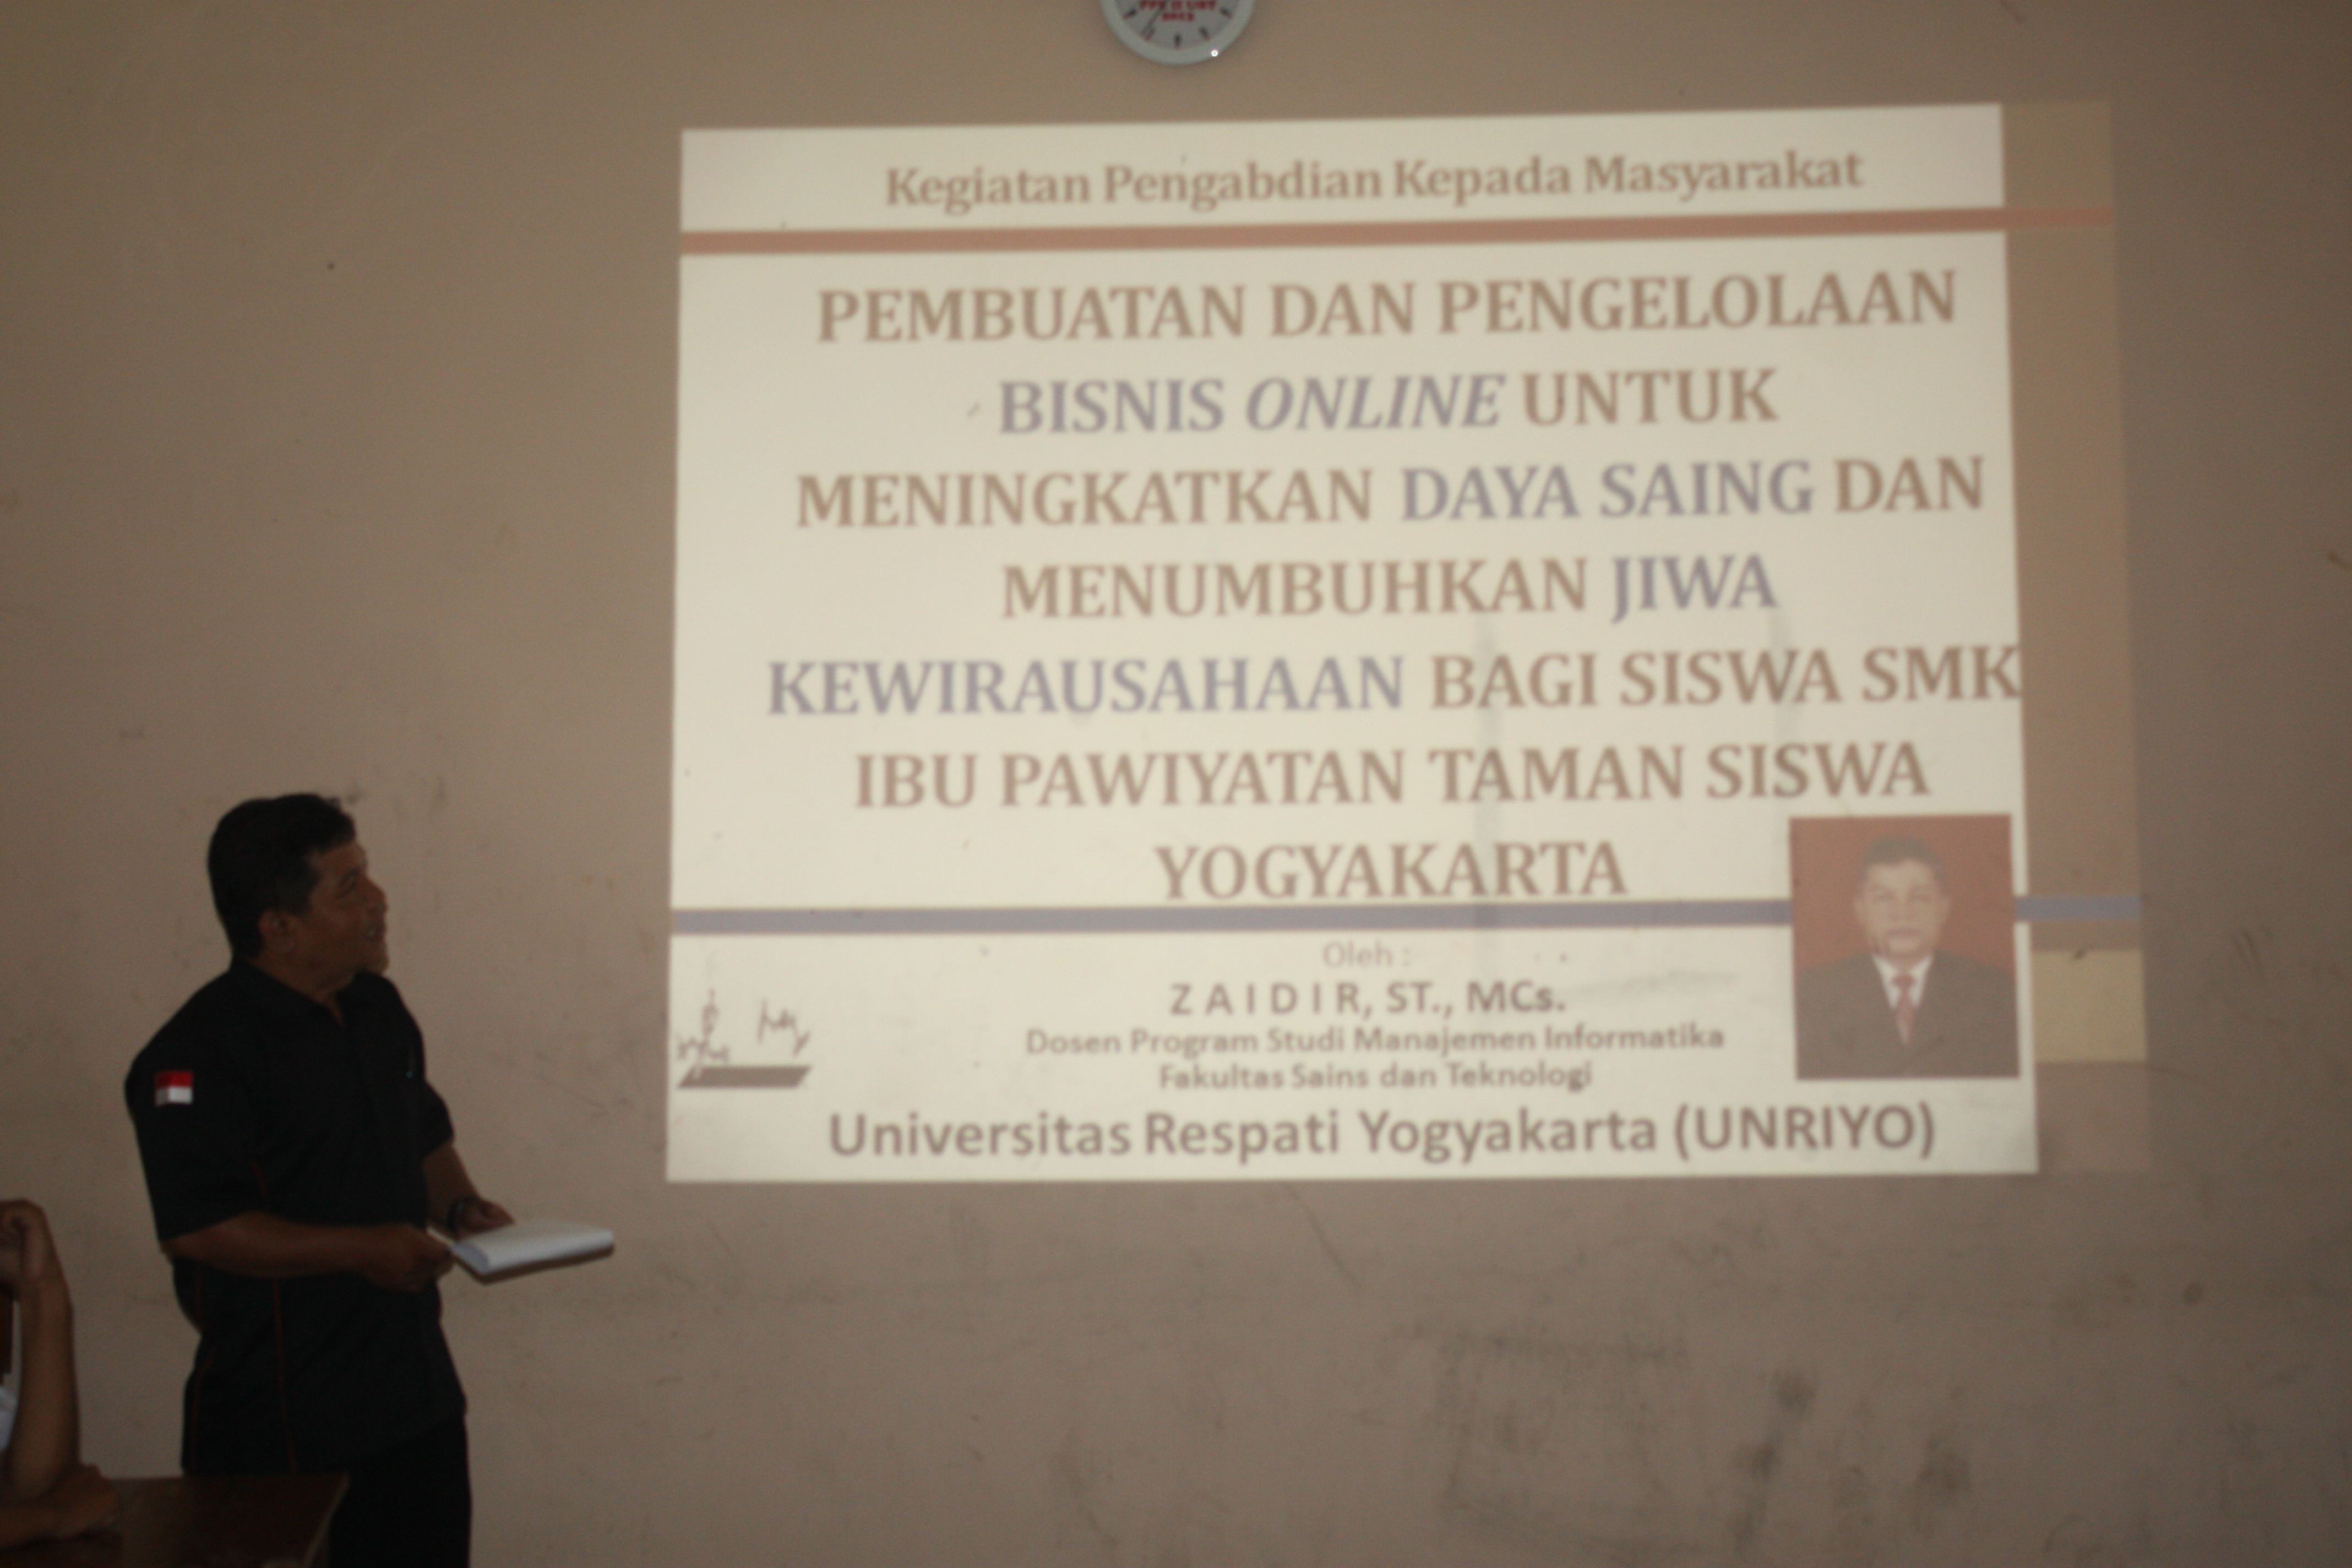 Kegiatan Pengabdian Kepada Masyarakat
PEMBUATAN DAN PENGELOLAAN
BISNIS ONLINE UNTUK
MENINGKATKAN DAYA SAING DAN
MENUMBUHKAN JIWA
KEWIRAUSAHAAN BAGI SISWA SMK
IBU PAWIYATAN TAMAN SISWA
YOGYAKARTA
Oleh :
Z A I D I R, ST., MCs.
Dosen Program Studi Manajemen Informatika
Fakultas Sains dan Teknologi
Universitas Respati Yogyakarta (UNRIYO)